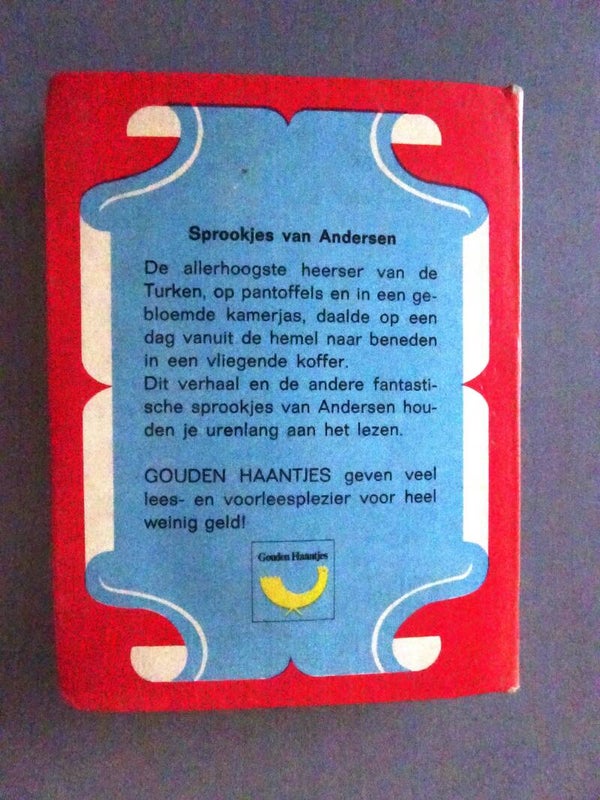 Sprookjes van Andersen
De allerhoogste heerser van de
Turken, op pantoffels en in een ge-
bloemde kamerjas, daalde op een
dag vanuit de hemel naar beneden
in een vliegende koffer.
Dit verhaal en de andere fantasti-
sche sprookjes van Andersen hou-
den je urenlang aan het lezen.
GOUDEN HAANTJES geven veel
lees- en voorleesplezier voor heel
weinig geld!
Gouden Haantjes